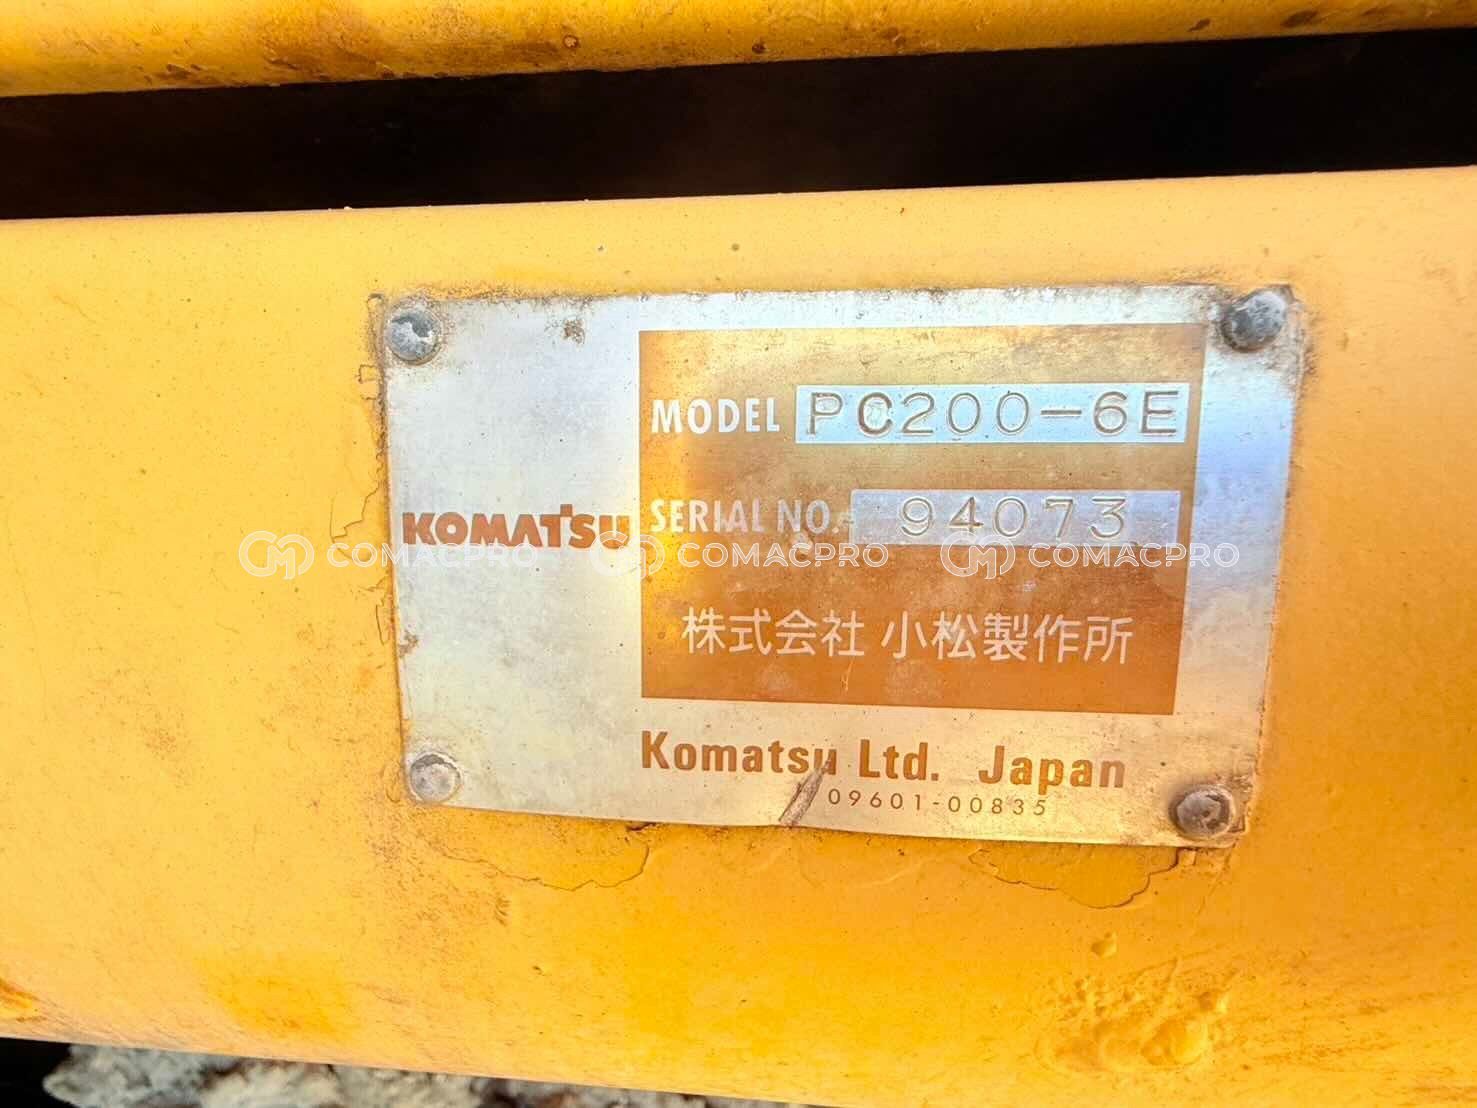 MODEL PC200-6E
KOMATSU
SERIAL NO. 94073
COMACPRO COMACPRO COMACPRO
株式会社 小松製作所
Komatsu Ltd. Japan
09601-00835